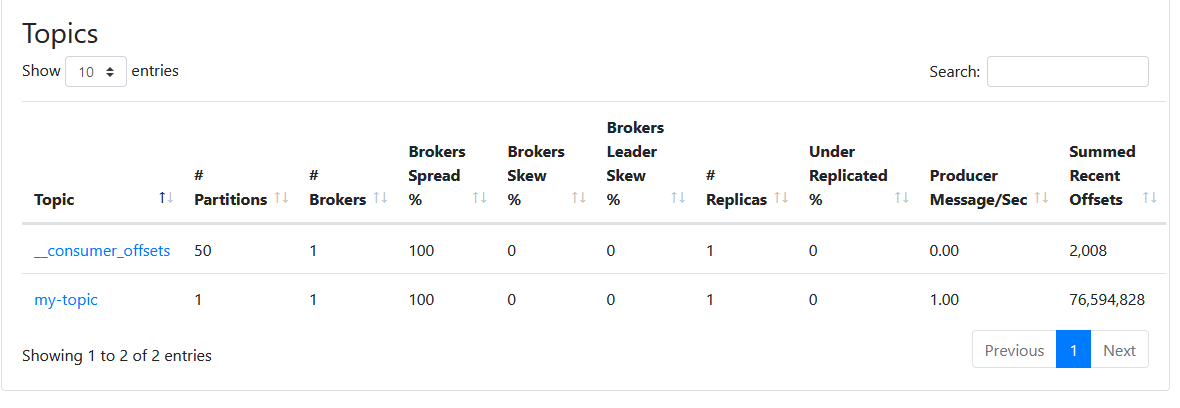 Topics
Show 10 entries
Search:
Topic # Partitions # Brokers Brokers Spread % Brokers Skew % Brokers Leader Skew % # Replicas Under Replicated % Producer Message/Sec Summed Recent Offsets
__consumer_offsets 50 1 100 0 0 1 0 0.00 2,008
my-topic 1 1 100 0 0 1 0 1.00 76,594,828
Showing 1 to 2 of 2 entries
Previous 1 Next